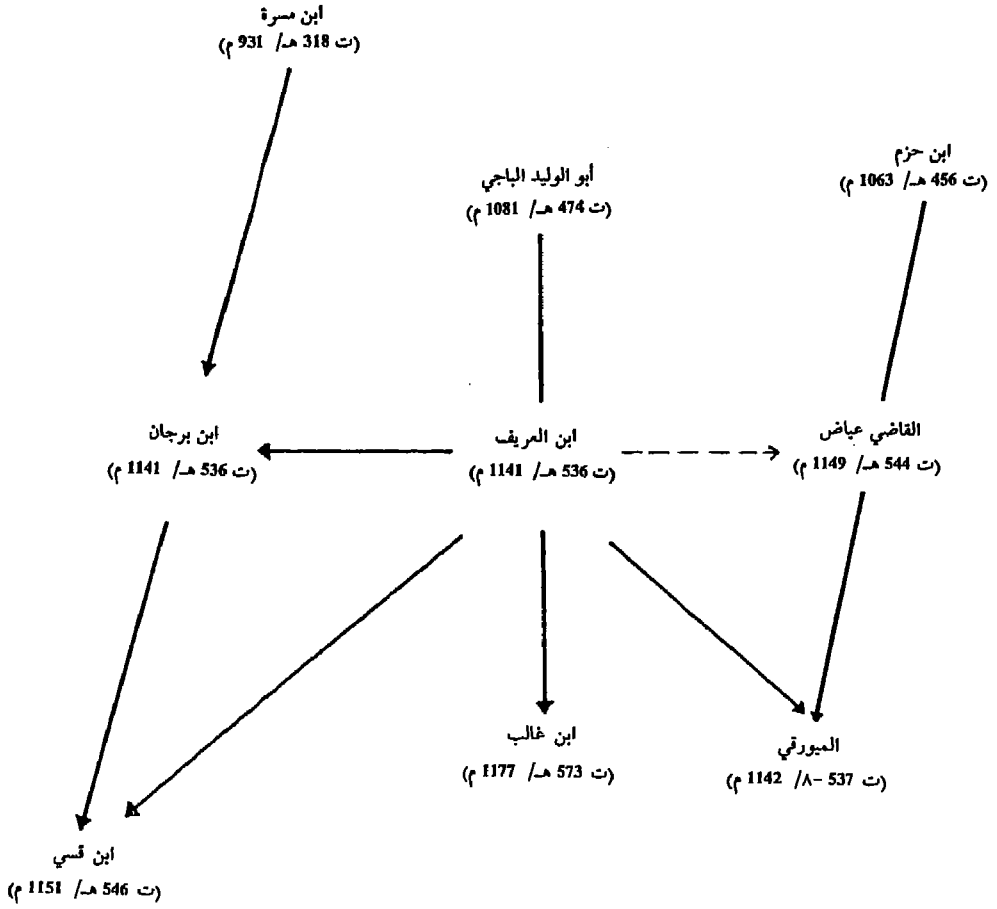 ابن مسرة
(ت 318 هـ/ 931 م)
ابن حزم
(ت 456 هـ/ 1063 م)
أبو الوليد الباجي
(ت 474 هـ/ 1081 م)
القاضي عياض
(ت 544 هـ/ 1149 م)
ابن العريف
(ت 536 هـ/ 1141 م)
ابن برجان
(ت 536 هـ/ 1141 م)
الميورقي
(ت 537 -٨/ 1142 م)
ابن غالب
(ت 573 هـ/ 1177 م)
ابن قسي
(ت 546 هـ/ 1151 م)